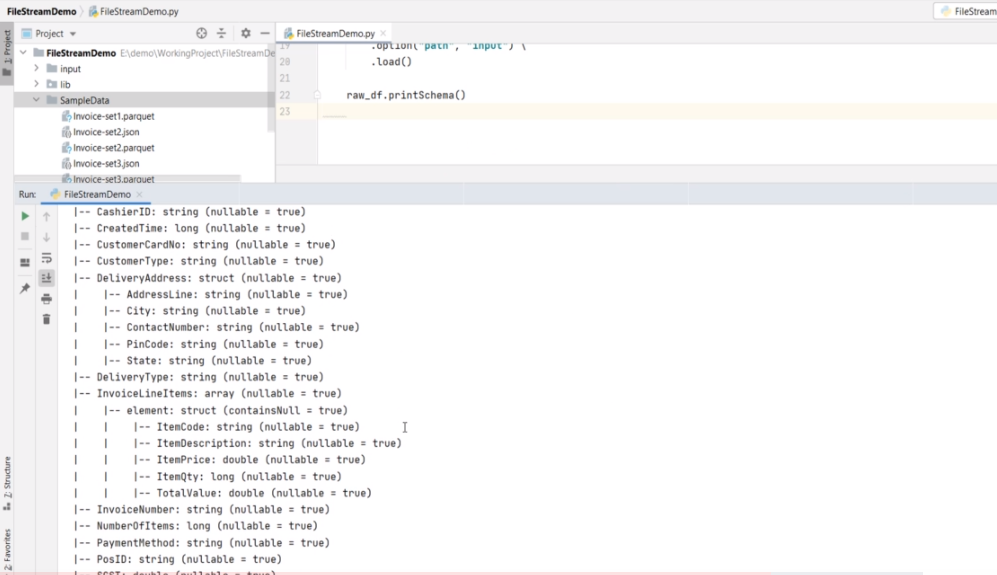 FileStreamDemo
FileStreamDemo.py
FileStream
Project
FileStreamDemo.py
FileStreamDemo E:\demo\WorkingProject\FileStreamDe
input
lib
SampleData
Invoice-set1.parquet
Invoice-set2.json
Invoice-set2.parquet
Invoice-set3.json
Invoice-set3.parquet
1: Project
19 .option("path", "input") \
20 .load()
21
22 raw_df.printSchema()
23
Run: FileStreamDemo
|-- CashierID: string (nullable = true)
|-- CreatedTime: long (nullable = true)
|-- CustomerCardNo: string (nullable = true)
|-- CustomerType: string (nullable = true)
|-- DeliveryAddress: struct (nullable = true)
| |-- AddressLine: string (nullable = true)
| |-- City: string (nullable = true)
| |-- ContactNumber: string (nullable = true)
| |-- PinCode: string (nullable = true)
| |-- State: string (nullable = true)
|-- DeliveryType: string (nullable = true)
|-- InvoiceLineItems: array (nullable = true)
| |-- element: struct (containsNull = true)
| | |-- ItemCode: string (nullable = true)
| | |-- ItemDescription: string (nullable = true)
| | |-- ItemPrice: double (nullable = true)
| | |-- ItemQty: long (nullable = true)
| | |-- TotalValue: double (nullable = true)
|-- InvoiceNumber: string (nullable = true)
|-- NumberOfItems: long (nullable = true)
|-- PaymentMethod: string (nullable = true)
|-- PosID: string (nullable = true)
|-- SGST: double (nullable = true)
Z: Structure
2: Favorites